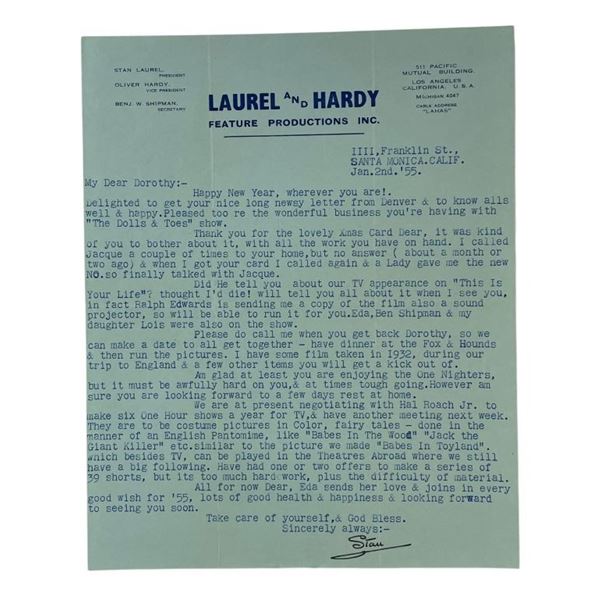 STAN LAUREL,
PRESIDENT
OLIVER HARDY,
VICE PRESIDENT
BENJ. W. SHIPMAN,
SECRETARY
LAUREL AND HARDY
FEATURE PRODUCTIONS INC.
511 PACIFIC
MUTUAL BUILDING.
LOS ANGELES
CALIFORNIA. U.S.A.
MICHIGAN 4047
CABLE ADDRESS
"LAHAS"
IIII,Franklin St.,
SANTA MONICA.CALIF.
Jan.2nd.'55.
My Dear Dorothy:-
Happy New Year, wherever you are!.
Delighted to get your nice long newsy letter from Denver & to know alls
well & happy.Pleased too re the wonderful business you're having with
"The Dolls & Toes" show.
Thank you for the lovely Xmas Card Dear, it was kind
of you to bother about it, with all the work you have on hand. I called
Jacque a couple of times to your home,but no answer ( about a month or
two ago) & when I got your card I called again & a Lady gave me the new
NO.so finally talked with Jacque.
Did He tell you about our TV appearance on "This Is
Your Life"? thought I'd die! will tell you all about it when I see you,
in fact Ralph Edwards is sending me a copy of the film also a sound
projector, so will be able to run it for you.Eda,Ben Shipman & my
daughter Lois were also on the show.
Please do call me when you get back Dorothy, so we
can make a date to all get together - have dinner at the Fox & Hounds
& then run the pictures. I have some film taken in I932, during our
trip to England & a few other items you will get a kick out of.
Am glad at least you are enjoying the One Nighters,
but it must be awfully hard on you,& at times tough going.However am
sure you are looking forward to a few days rest at home.
We are at present negotiating with Hal Roach Jr. to
make six One Hour shows a year for TV,& have another meeting next week.
They are to be costume pictures in Color, fairy tales - done in the
manner of an English Pantomime, like "Babes In The Wood" "Jack the
Giant Killer" etc.similar to the picture we made "Babes In Toyland".
which besides TV, can be played in the Theatres Abroad where we still
have a big following. Have had one or two offers to make a series of
39 shorts, but its too much hard work, plus the difficulty of material.
All for now Dear, Eda sends her love & joins in every
good wish for '55, lots of good health & happiness & looking forward
to seeing you soon.
Take care of yourself,& God Bless.
Sincerely always:-
Stan